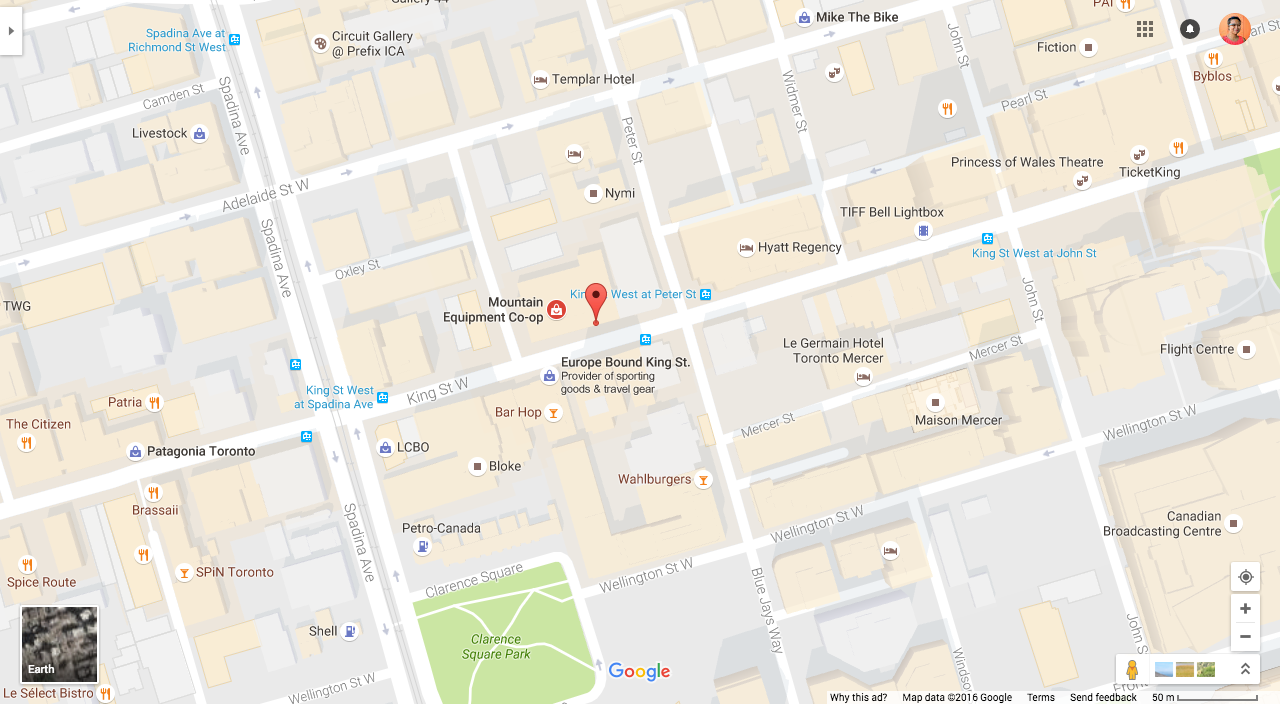 Gallery 44
Mike The Bike
PAI
Spadina Ave at
Richmond St West
Circuit Gallery
@ Prefix ICA
John St
Fiction
Pearl St
Byblos
Templar Hotel
Camden St
Spadina Ave
Widmer St
Pearl St
Livestock
Peter St
Princess of Wales Theatre
TicketKing
Adelaide St W
Nymi
TIFF Bell Lightbox
Spadina Ave
Hyatt Regency
King St West at John St
Oxley St
TWG
Mountain
Equipment Co-op
West at Peter St
John St
Europe Bound King St.
Provider of sporting
goods & travel gear
Le Germain Hotel
Toronto Mercer
Mercer St
Flight Centre
King St West
at Spadina Ave
King St W
Patria
Bar Hop
Maison Mercer
Mercer St
Wellington St W
The Citizen
Patagonia Toronto
LCBO
Bloke
Wahlburgers
Brassaii
Spadina Ave
Petro-Canada
Wellington St W
Canadian
Broadcasting Centre
Spice Route
SPiN Toronto
Clarence Square
Wellington St W
Blue Jays Way
Shell
Clarence
Square Park
John St
Windsor
Earth
Google
Le Sélect Bistro
Wellington St W
Why this ad?
Map data ©2016 Google
Terms
Send feedback
50 m